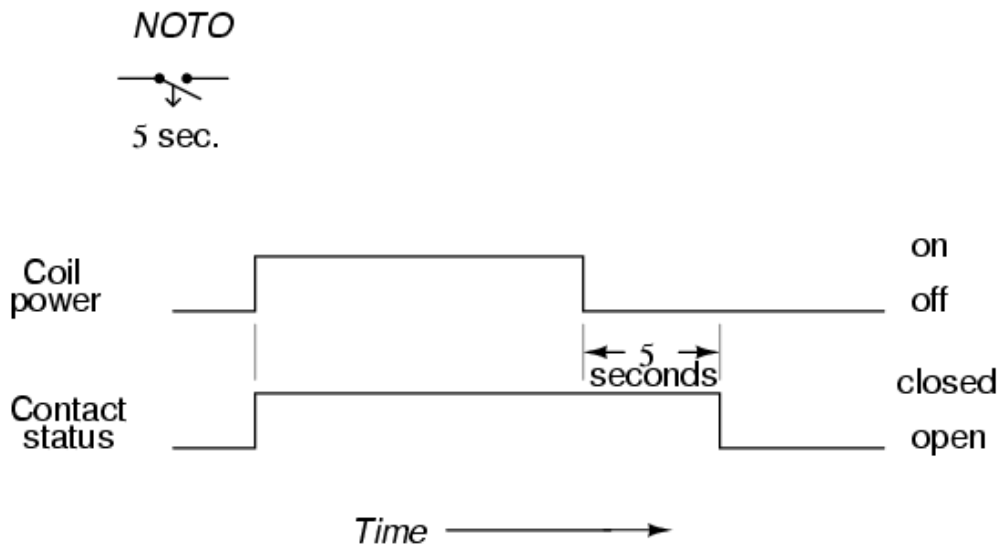 NOTO
5 sec.
on
Coil
power
off
5
seconds
closed
Contact
status
open
Time